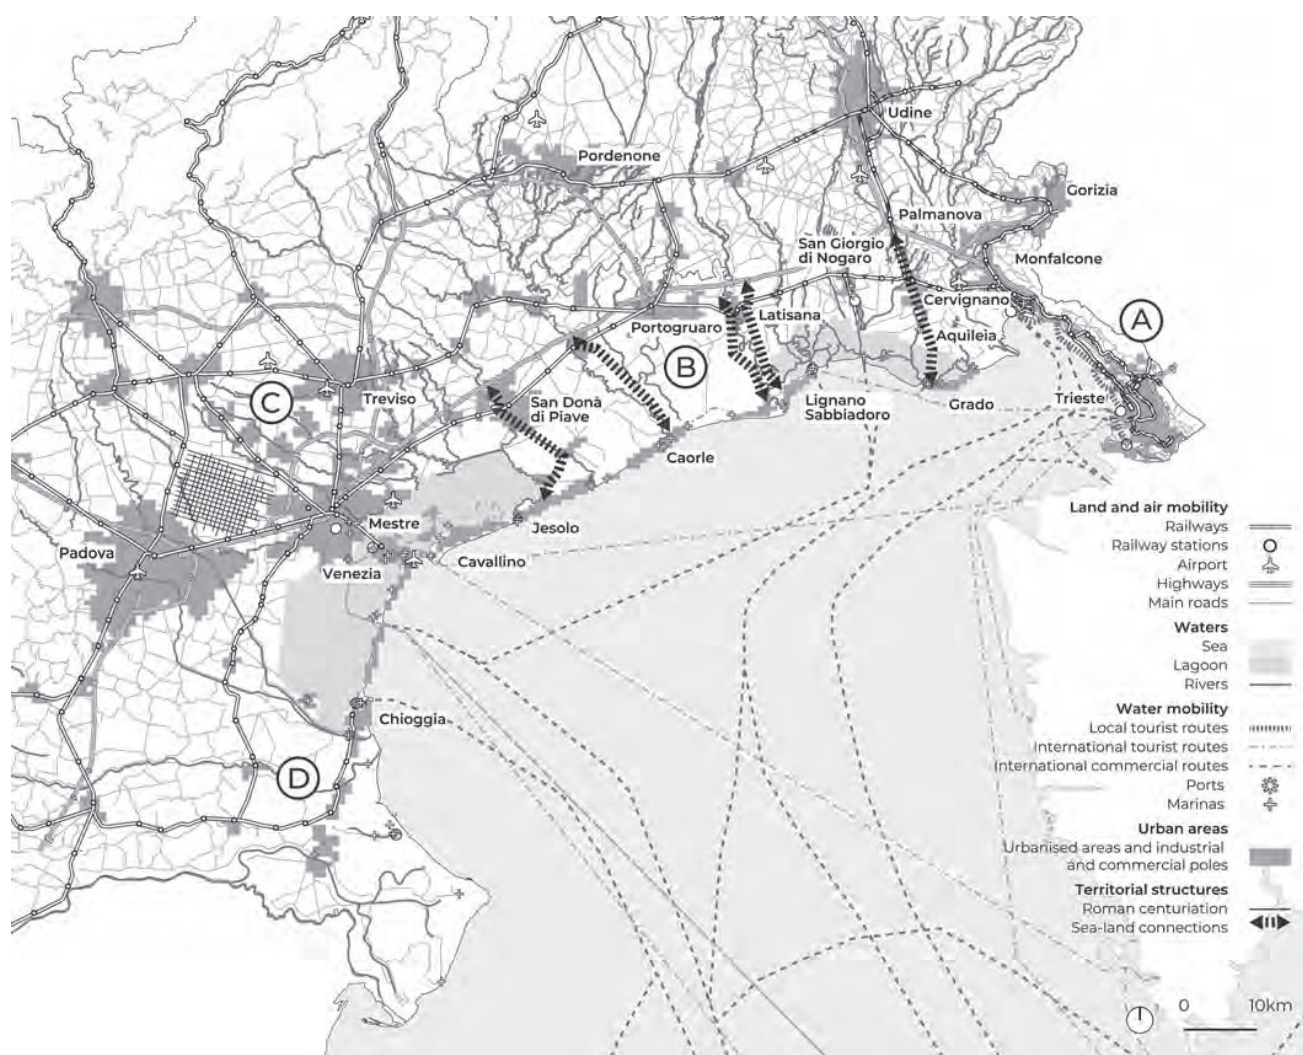 Udine
Pordenone
Gorizia
Palmanova
San Giorgio
di Nogaro
Monfalcone
Cervignano
A
Portogruaro
Latisana
Aquileia
B
Treviso
C
San Donà
di Piave
Lignano
Sabbiadoro
Grado
Trieste
Caorle
Jesolo
Mestre
Padova
Venezia
Cavallino
Chioggia
D
Land and air mobility
Railways
Railway stations
Airport
Highways
Main roads
Waters
Sea
Lagoon
Rivers
Water mobility
Local tourist routes
International tourist routes
International commercial routes
Ports
Marinas
Urban areas
Urbanised areas and industrial
and commercial poles
Territorial structures
Roman centuriation
Sea-land connections
0 10km